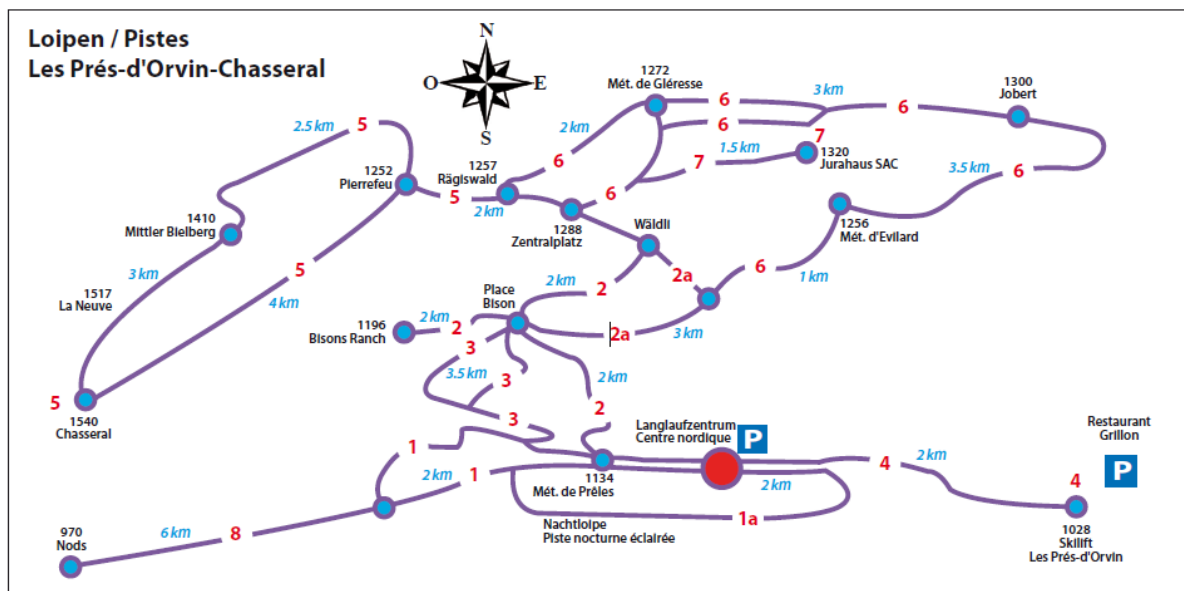 Loipen / Pistes
Les Prés-d'Orvin-Chasseral
N
O
E
S
1272
Mét. de Gléresse
6
3 km
6
1300
Jobert
2.5 km
5
2 km
6
7
6
1.5 km
7
1320
Jurahaus SAC
3.5 km
6
1252
Pierrefeu
1257
Rägiswald
6
5
2 km
6
1288
Zentralplatz
Wäldli
1256
Mét. d'Evilard
1410
Mittler Bielberg
3 km
5
4 km
1517
La Neuve
2 km
2
2a
6
1 km
Place
Bison
1196
Bisons Ranch
2 km
2
2a
3 km
3
3.5 km
3
2 km
5
1540
Chasseral
3
2
Langlaufzentrum
Centre nordique
P
Restaurant
Grillon
P
1
2 km
1
1134
Mét. de Prêles
2 km
4
2 km
4
1028
Skilift
Les Prés-d'Orvin
1a
Nachtloipe
Piste nocturne éclairée
970
Nods
6 km
8